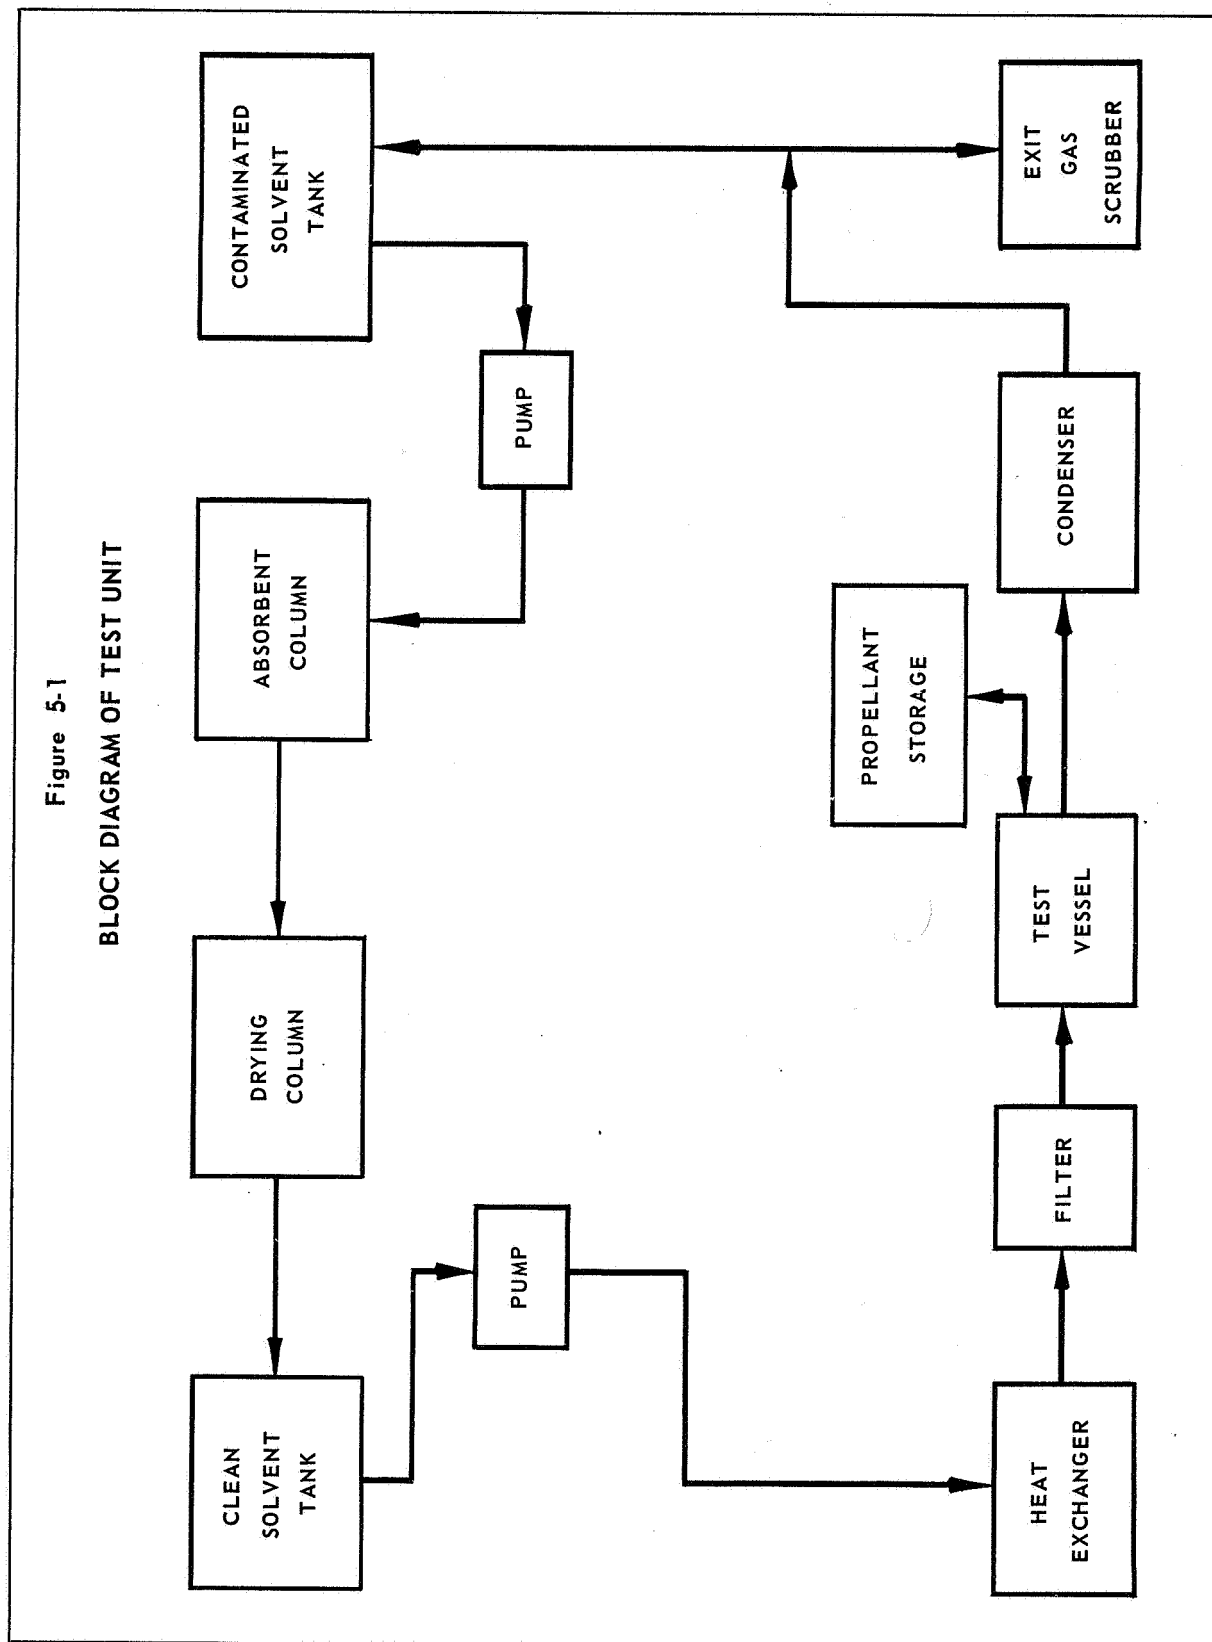 Figure 5-1
BLOCK DIAGRAM OF TEST UNIT
CLEAN
SOLVENT
TANK
DRYING
COLUMN
ABSORBENT
COLUMN
CONTAMINATED
SOLVENT
TANK
PUMP
PUMP
PROPELLANT
STORAGE
HEAT
EXCHANGER
FILTER
TEST
VESSEL
CONDENSER
EXIT
GAS
SCRUBBER